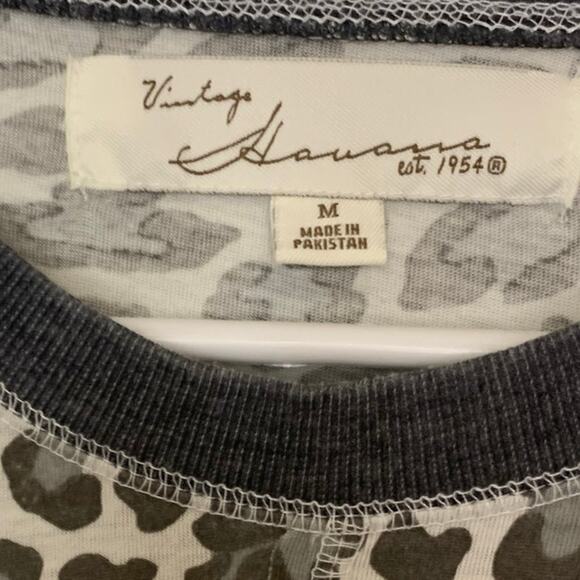 Vintage
Havana
est. 1954®
M
MADE IN
PAKISTAN